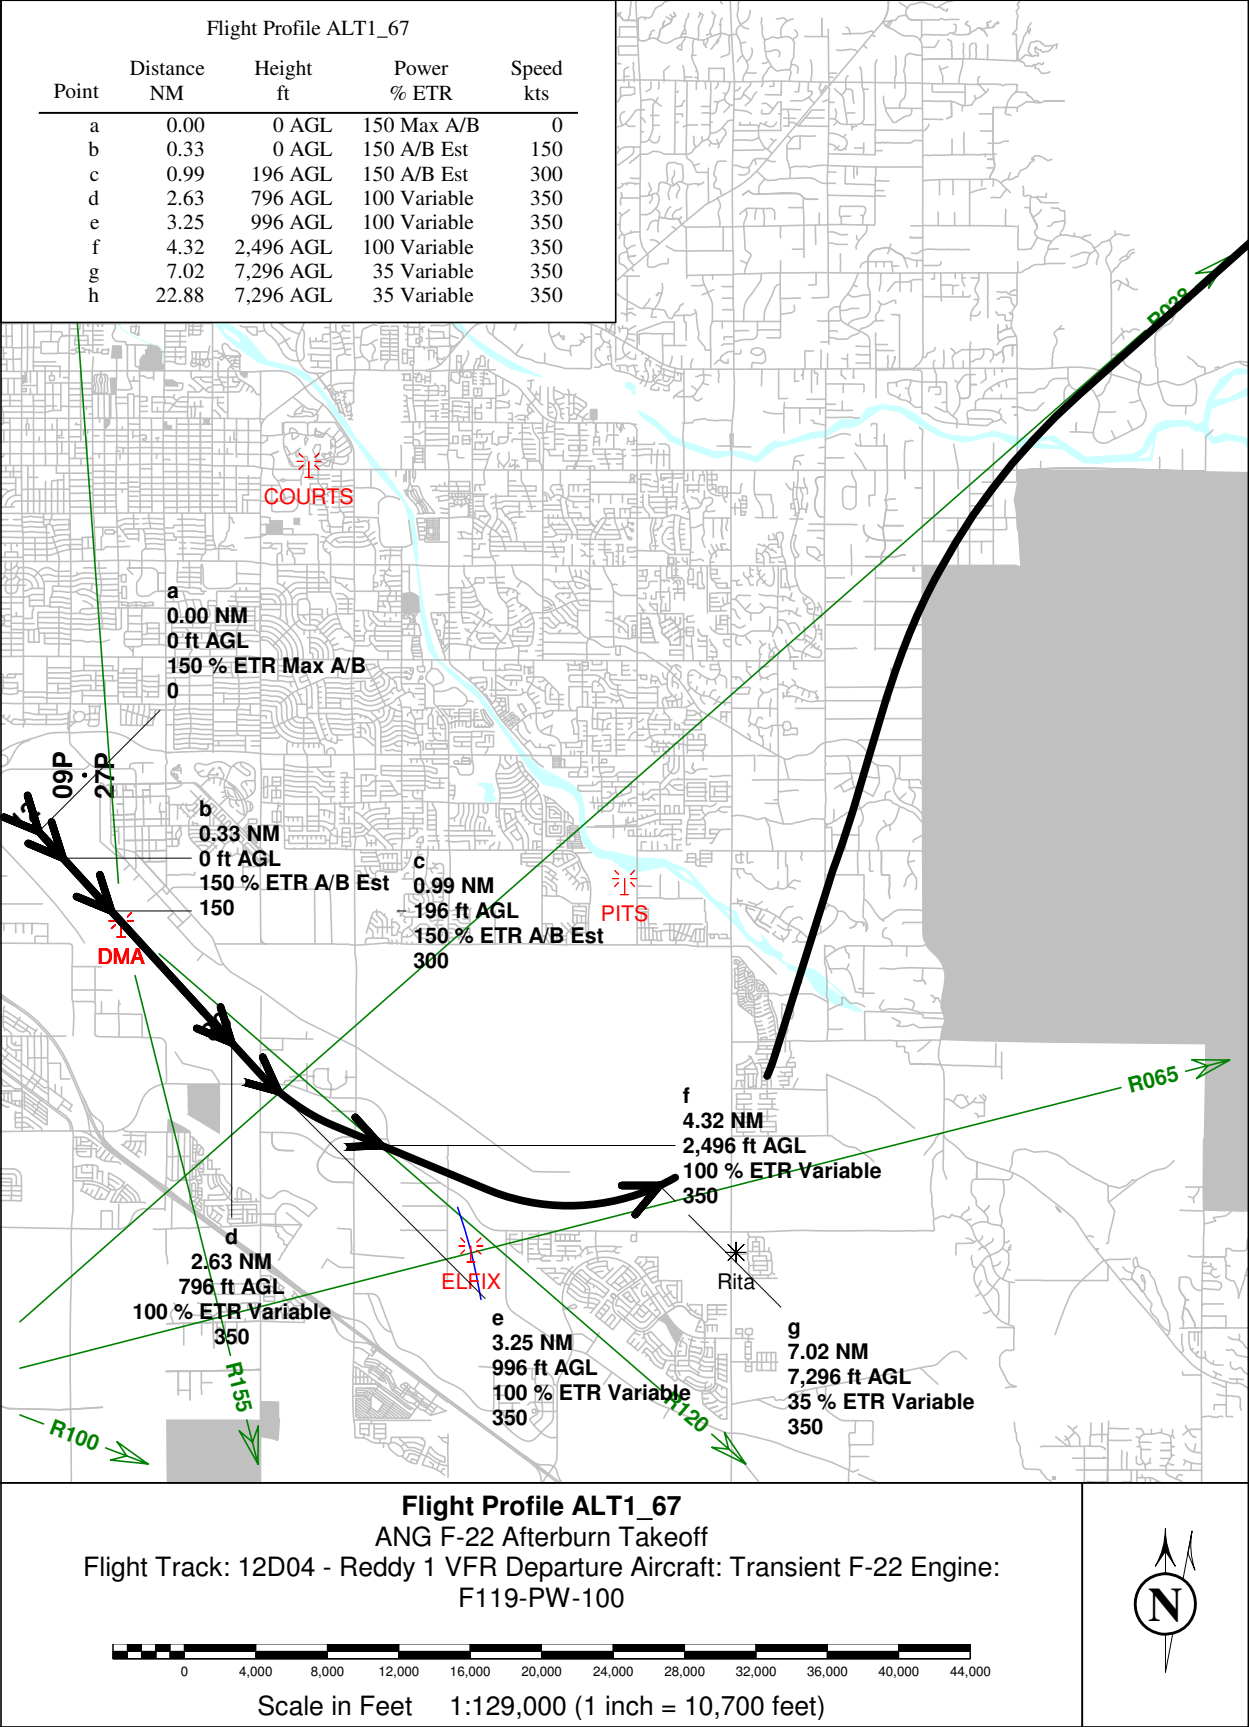 Flight Profile ALT1_67
Point Distance NM Height ft Power % ETR Speed kts
a 0.00 0 AGL 150 Max A/B 0
b 0.33 0 AGL 150 A/B Est 150
c 0.99 196 AGL 150 A/B Est 300
d 2.63 796 AGL 100 Variable 350
e 3.25 996 AGL 100 Variable 350
f 4.32 2,496 AGL 100 Variable 350
g 7.02 7,296 AGL 35 Variable 350
h 22.88 7,296 AGL 35 Variable 350
COURTS
a
0.00 NM
0 ft AGL
150 % ETR Max A/B
0
09P
27P
b
0.33 NM
0 ft AGL
150 % ETR A/B Est
150
c
0.99 NM
196 ft AGL
150 % ETR A/B Est
300
PITS
DMA
R065
f
4.32 NM
2,496 ft AGL
100 % ETR Variable
350
d
2.63 NM
796 ft AGL
100 % ETR Variable
350
ELFIX
Rita
e
3.25 NM
996 ft AGL
100 % ETR Variable
350
g
7.02 NM
7,296 ft AGL
35 % ETR Variable
350
R155
R120
R100
Flight Profile ALT1_67
ANG F-22 Afterburn Takeoff
Flight Track: 12D04 - Reddy 1 VFR Departure Aircraft: Transient F-22 Engine:
F119-PW-100
0 4,000 8,000 12,000 16,000 20,000 24,000 28,000 32,000 36,000 40,000 44,000
Scale in Feet 1:129,000 (1 inch = 10,700 feet)
N